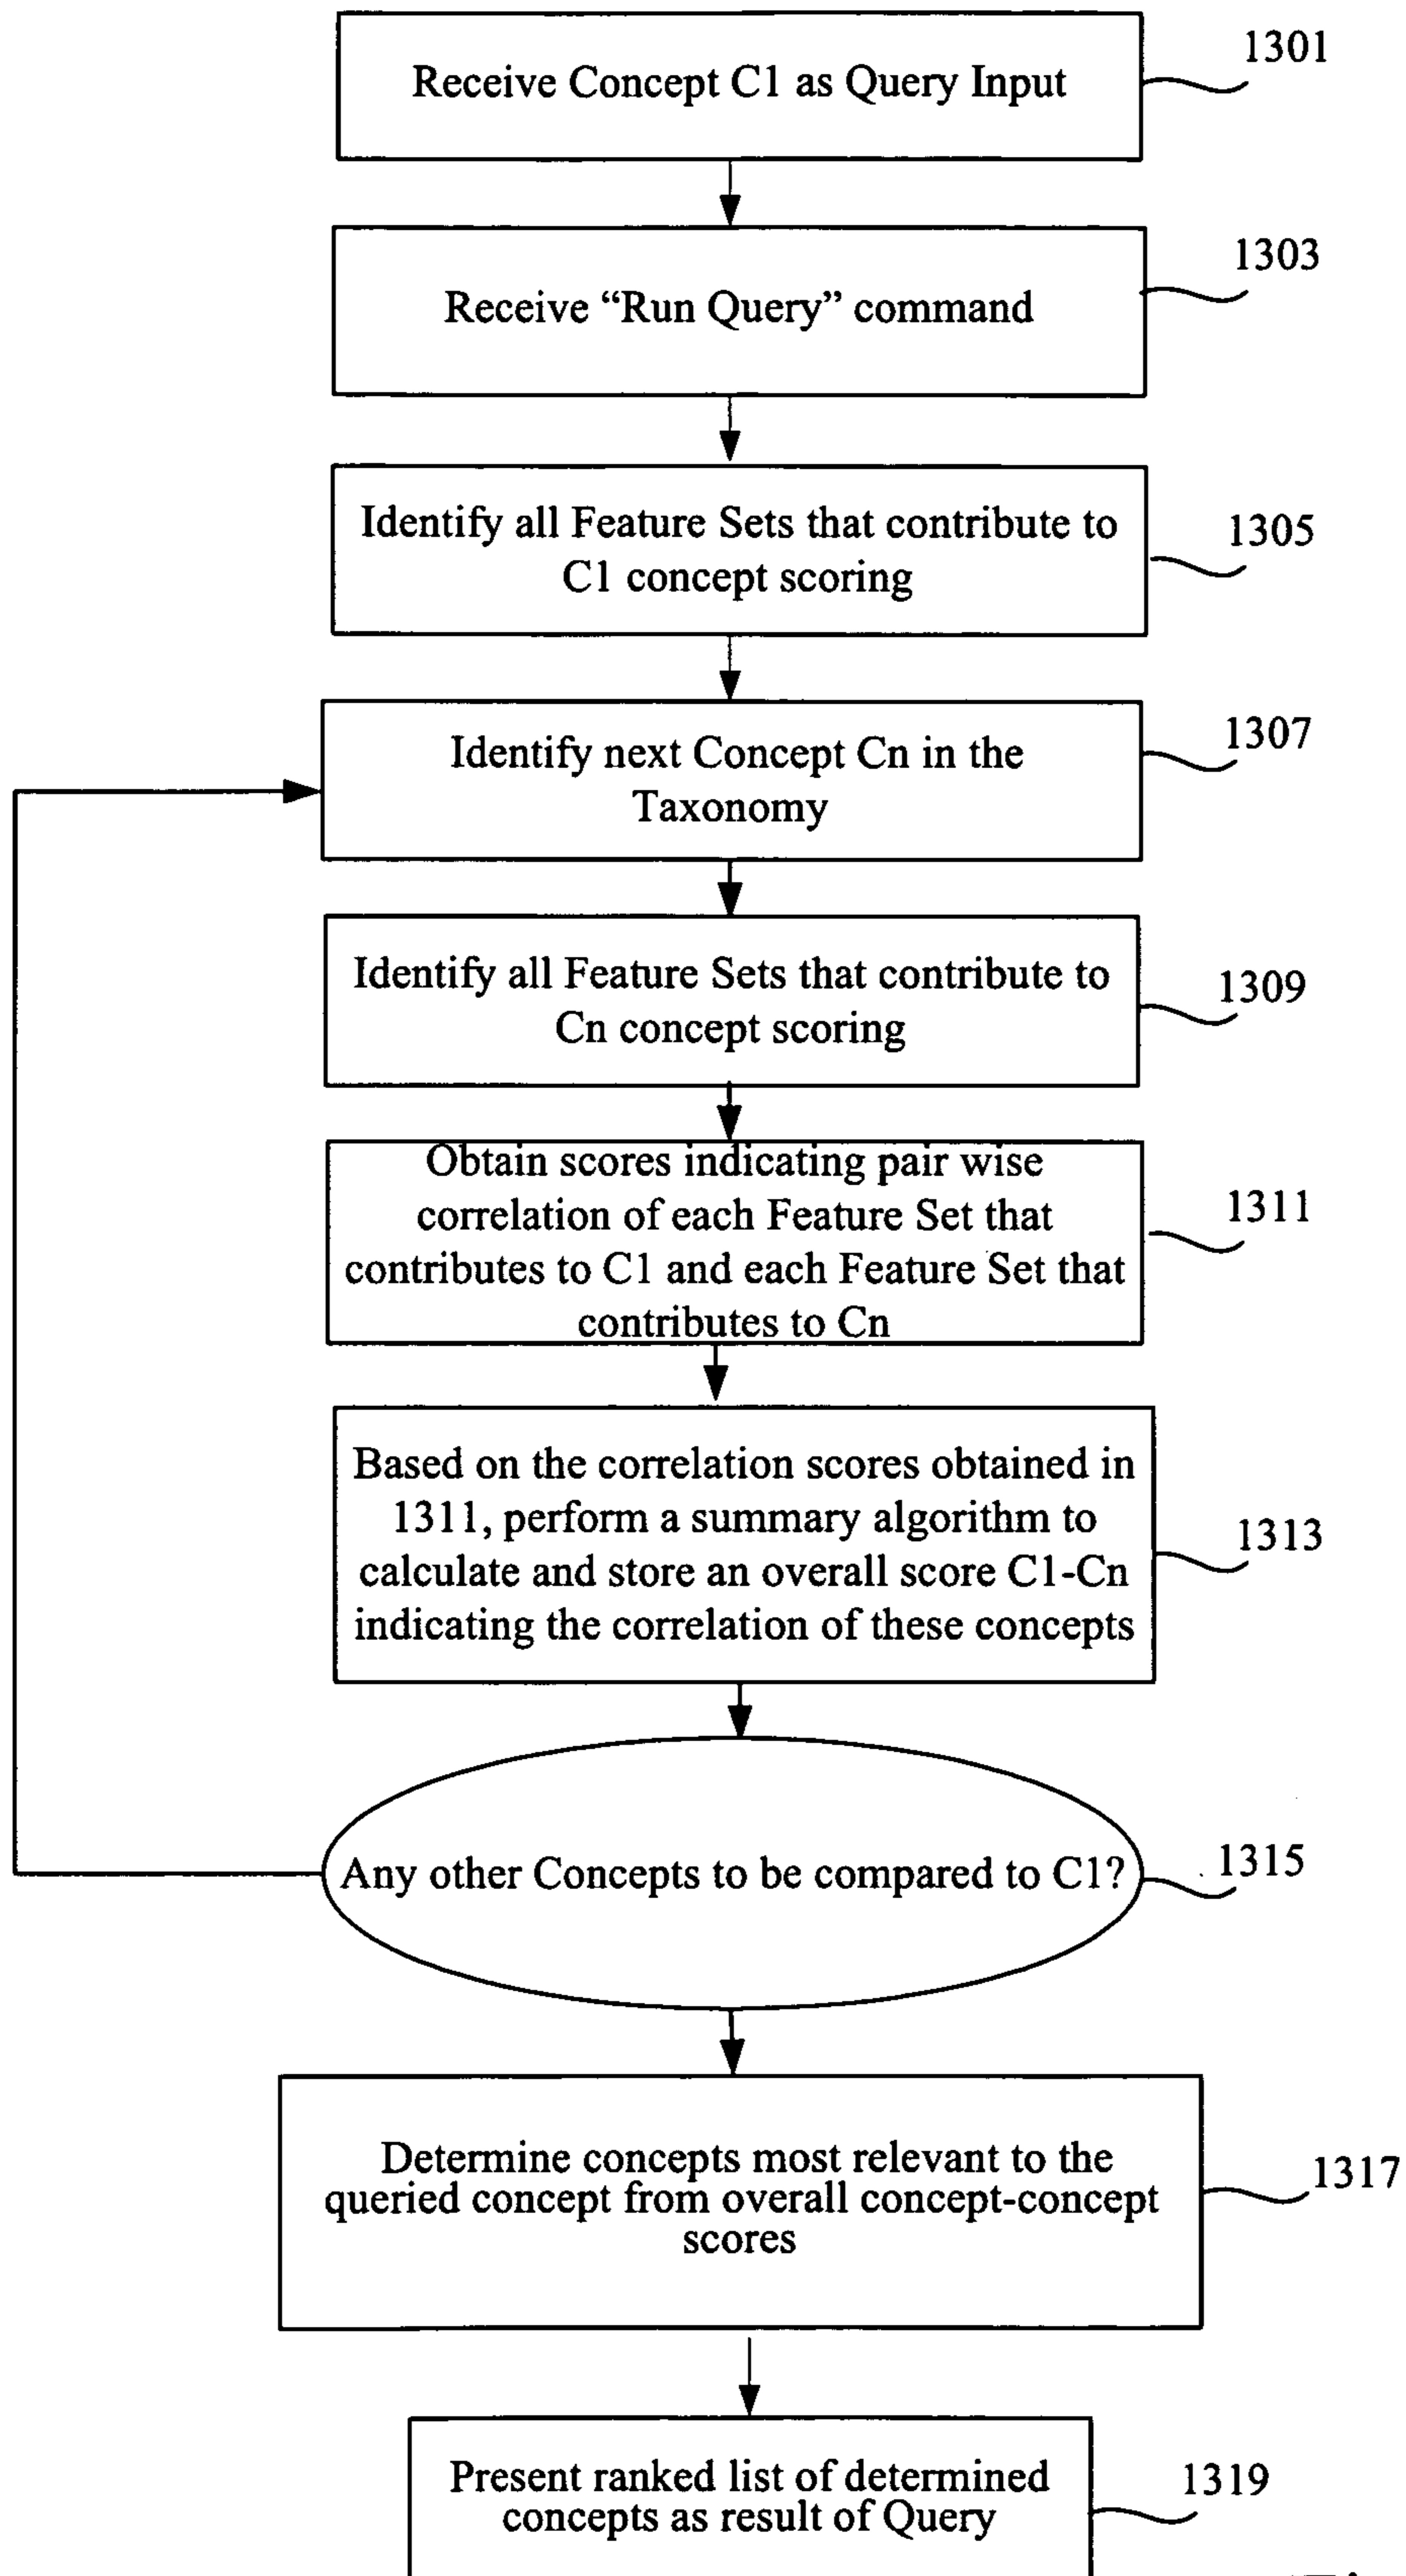 Receive Concept C1 as Query Input
1301
Receive “Run Query” command
1303
Identify all Feature Sets that contribute to
C1 concept scoring
1305
Identify next Concept Cn in the
Taxonomy
1307
Identify all Feature Sets that contribute to
Cn concept scoring
1309
Obtain scores indicating pair wise
correlation of each Feature Set that
contributes to C1 and each Feature Set that
contributes to Cn
1311
Based on the correlation scores obtained in
1311, perform a summary algorithm to
calculate and store an overall score C1-Cn
indicating the correlation of these concepts
1313
Any other Concepts to be compared to C1?
1315
Determine concepts most relevant to the
queried concept from overall concept-concept
scores
1317
Present ranked list of determined
concepts as result of Query
1319